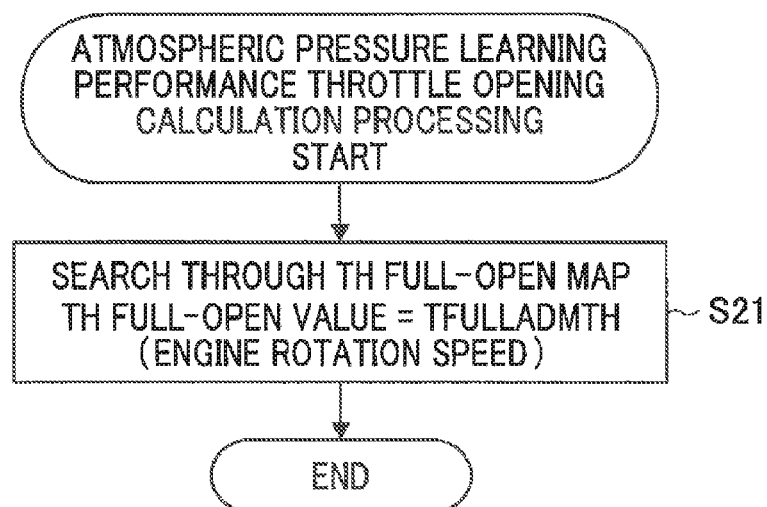 ATMOSPHERIC PRESSURE LEARNING
PERFORMANCE THROTTLE OPENING
CALCULATION PROCESSING
START
SEARCH THROUGH TH FULL-OPEN MAP
TH FULL-OPEN VALUE = TFULLADMTH
(ENGINE ROTATION SPEED)
S21
END